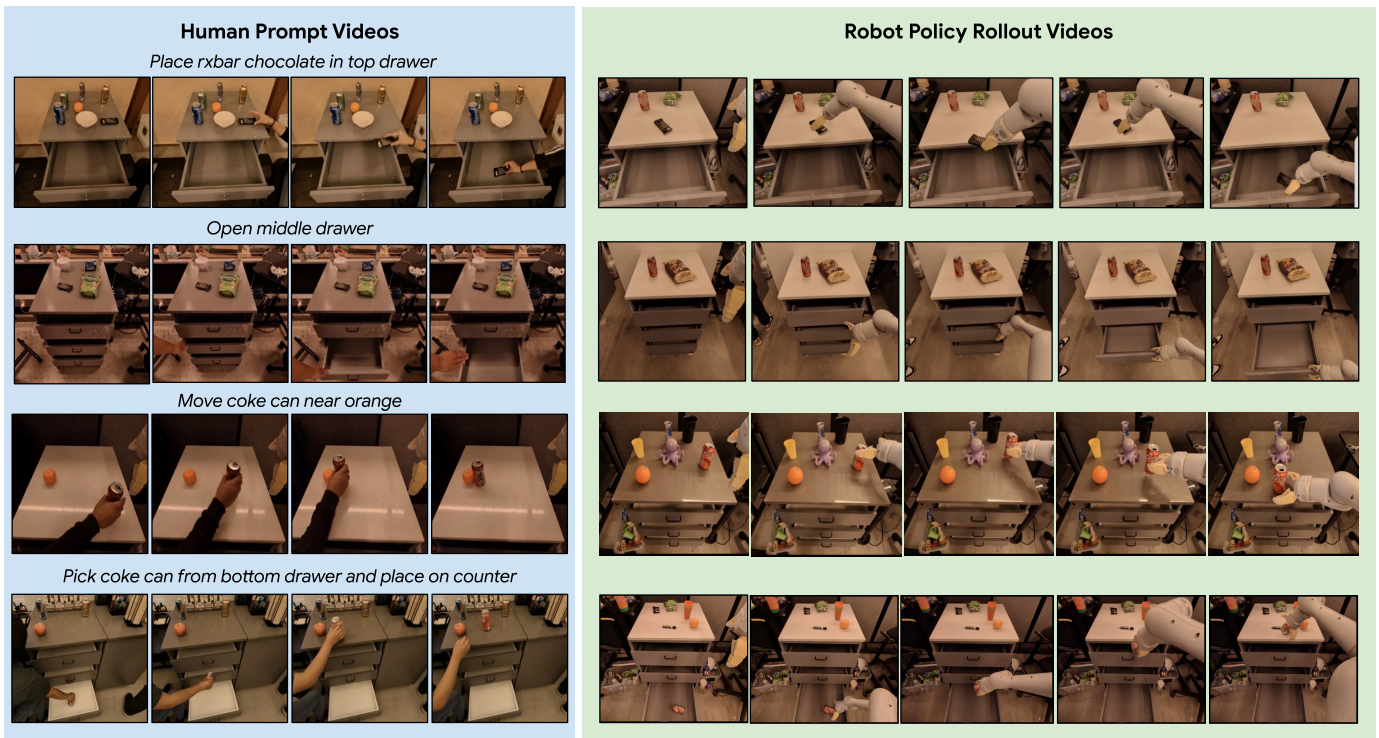 Human Prompt Videos
Robot Policy Rollout Videos
Place rxbar chocolate in top drawer
Open middle drawer
Move coke can near orange
Pick coke can from bottom drawer and place on counter